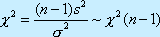 χ² = (n−1)s² / σ² ~ χ²(n−1)